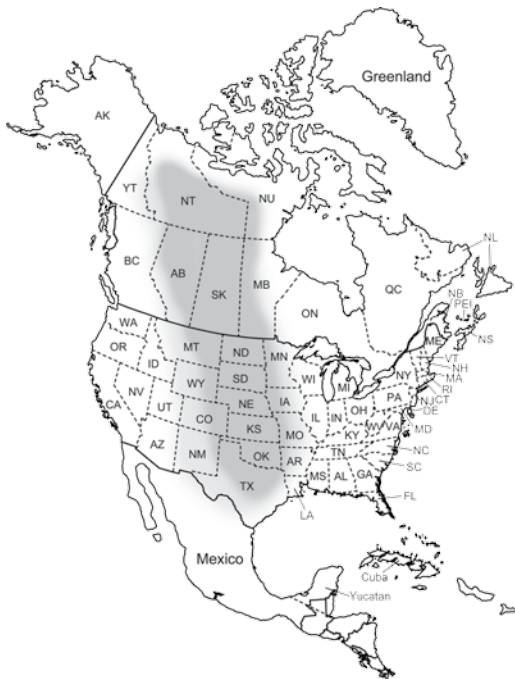 Greenland
AK
YT
NT
NU
NL
BC
AB
SK
MB
ON
QC
NB
PEI
NS
WA
OR
ID
MT
ND
MN
WI
MI
ME
VT
NH
MA
RI
CT
NY
NJ
PA
DE
MD
NV
CA
UT
WY
SD
NE
IA
IL
IN
OH
WV
VA
CO
KS
MO
KY
NC
AZ
NM
OK
AR
TN
SC
TX
MS
AL
GA
LA
FL
Mexico
Cuba
Yucatan